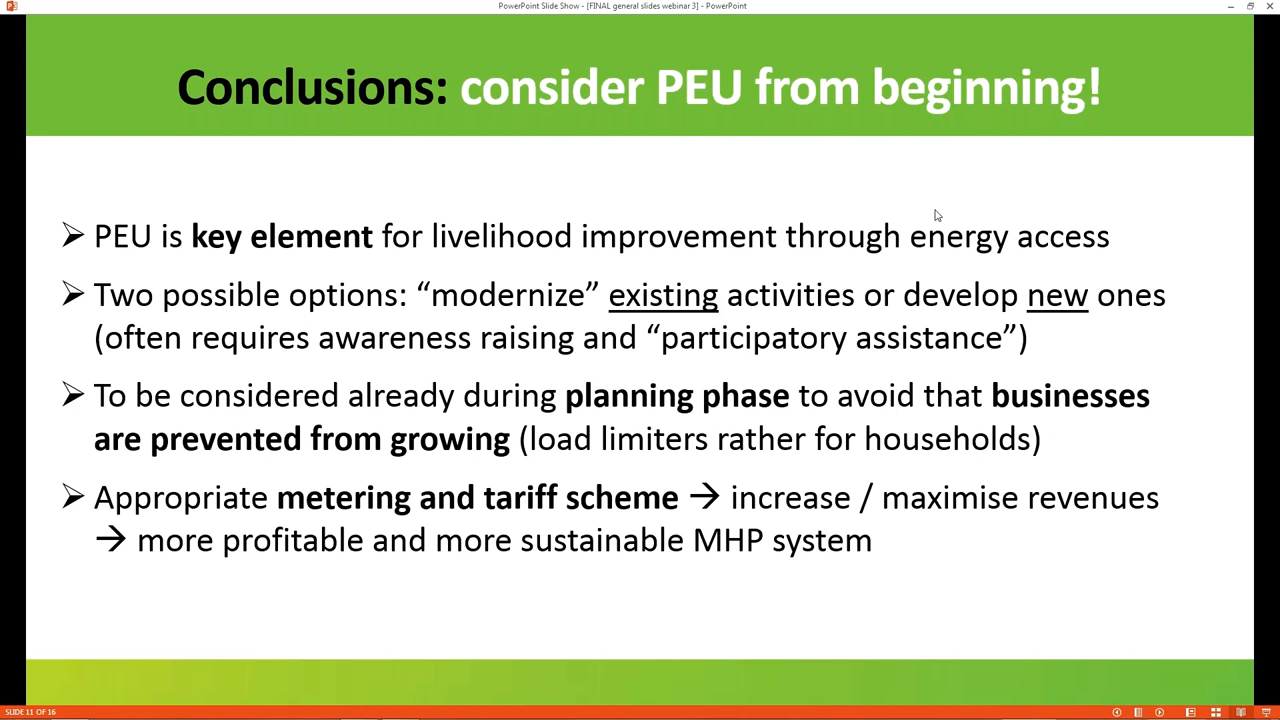 PowerPoint Slide Show - [FINAL general slides webinar 3] - PowerPoint
Conclusions: consider PEU from beginning!
➢ PEU is key element for livelihood improvement through energy access
➢ Two possible options: “modernize” existing activities or develop new ones
(often requires awareness raising and “participatory assistance”)
➢ To be considered already during planning phase to avoid that businesses
are prevented from growing (load limiters rather for households)
➢ Appropriate metering and tariff scheme → increase / maximise revenues
→ more profitable and more sustainable MHP system
SLIDE 11 OF 16